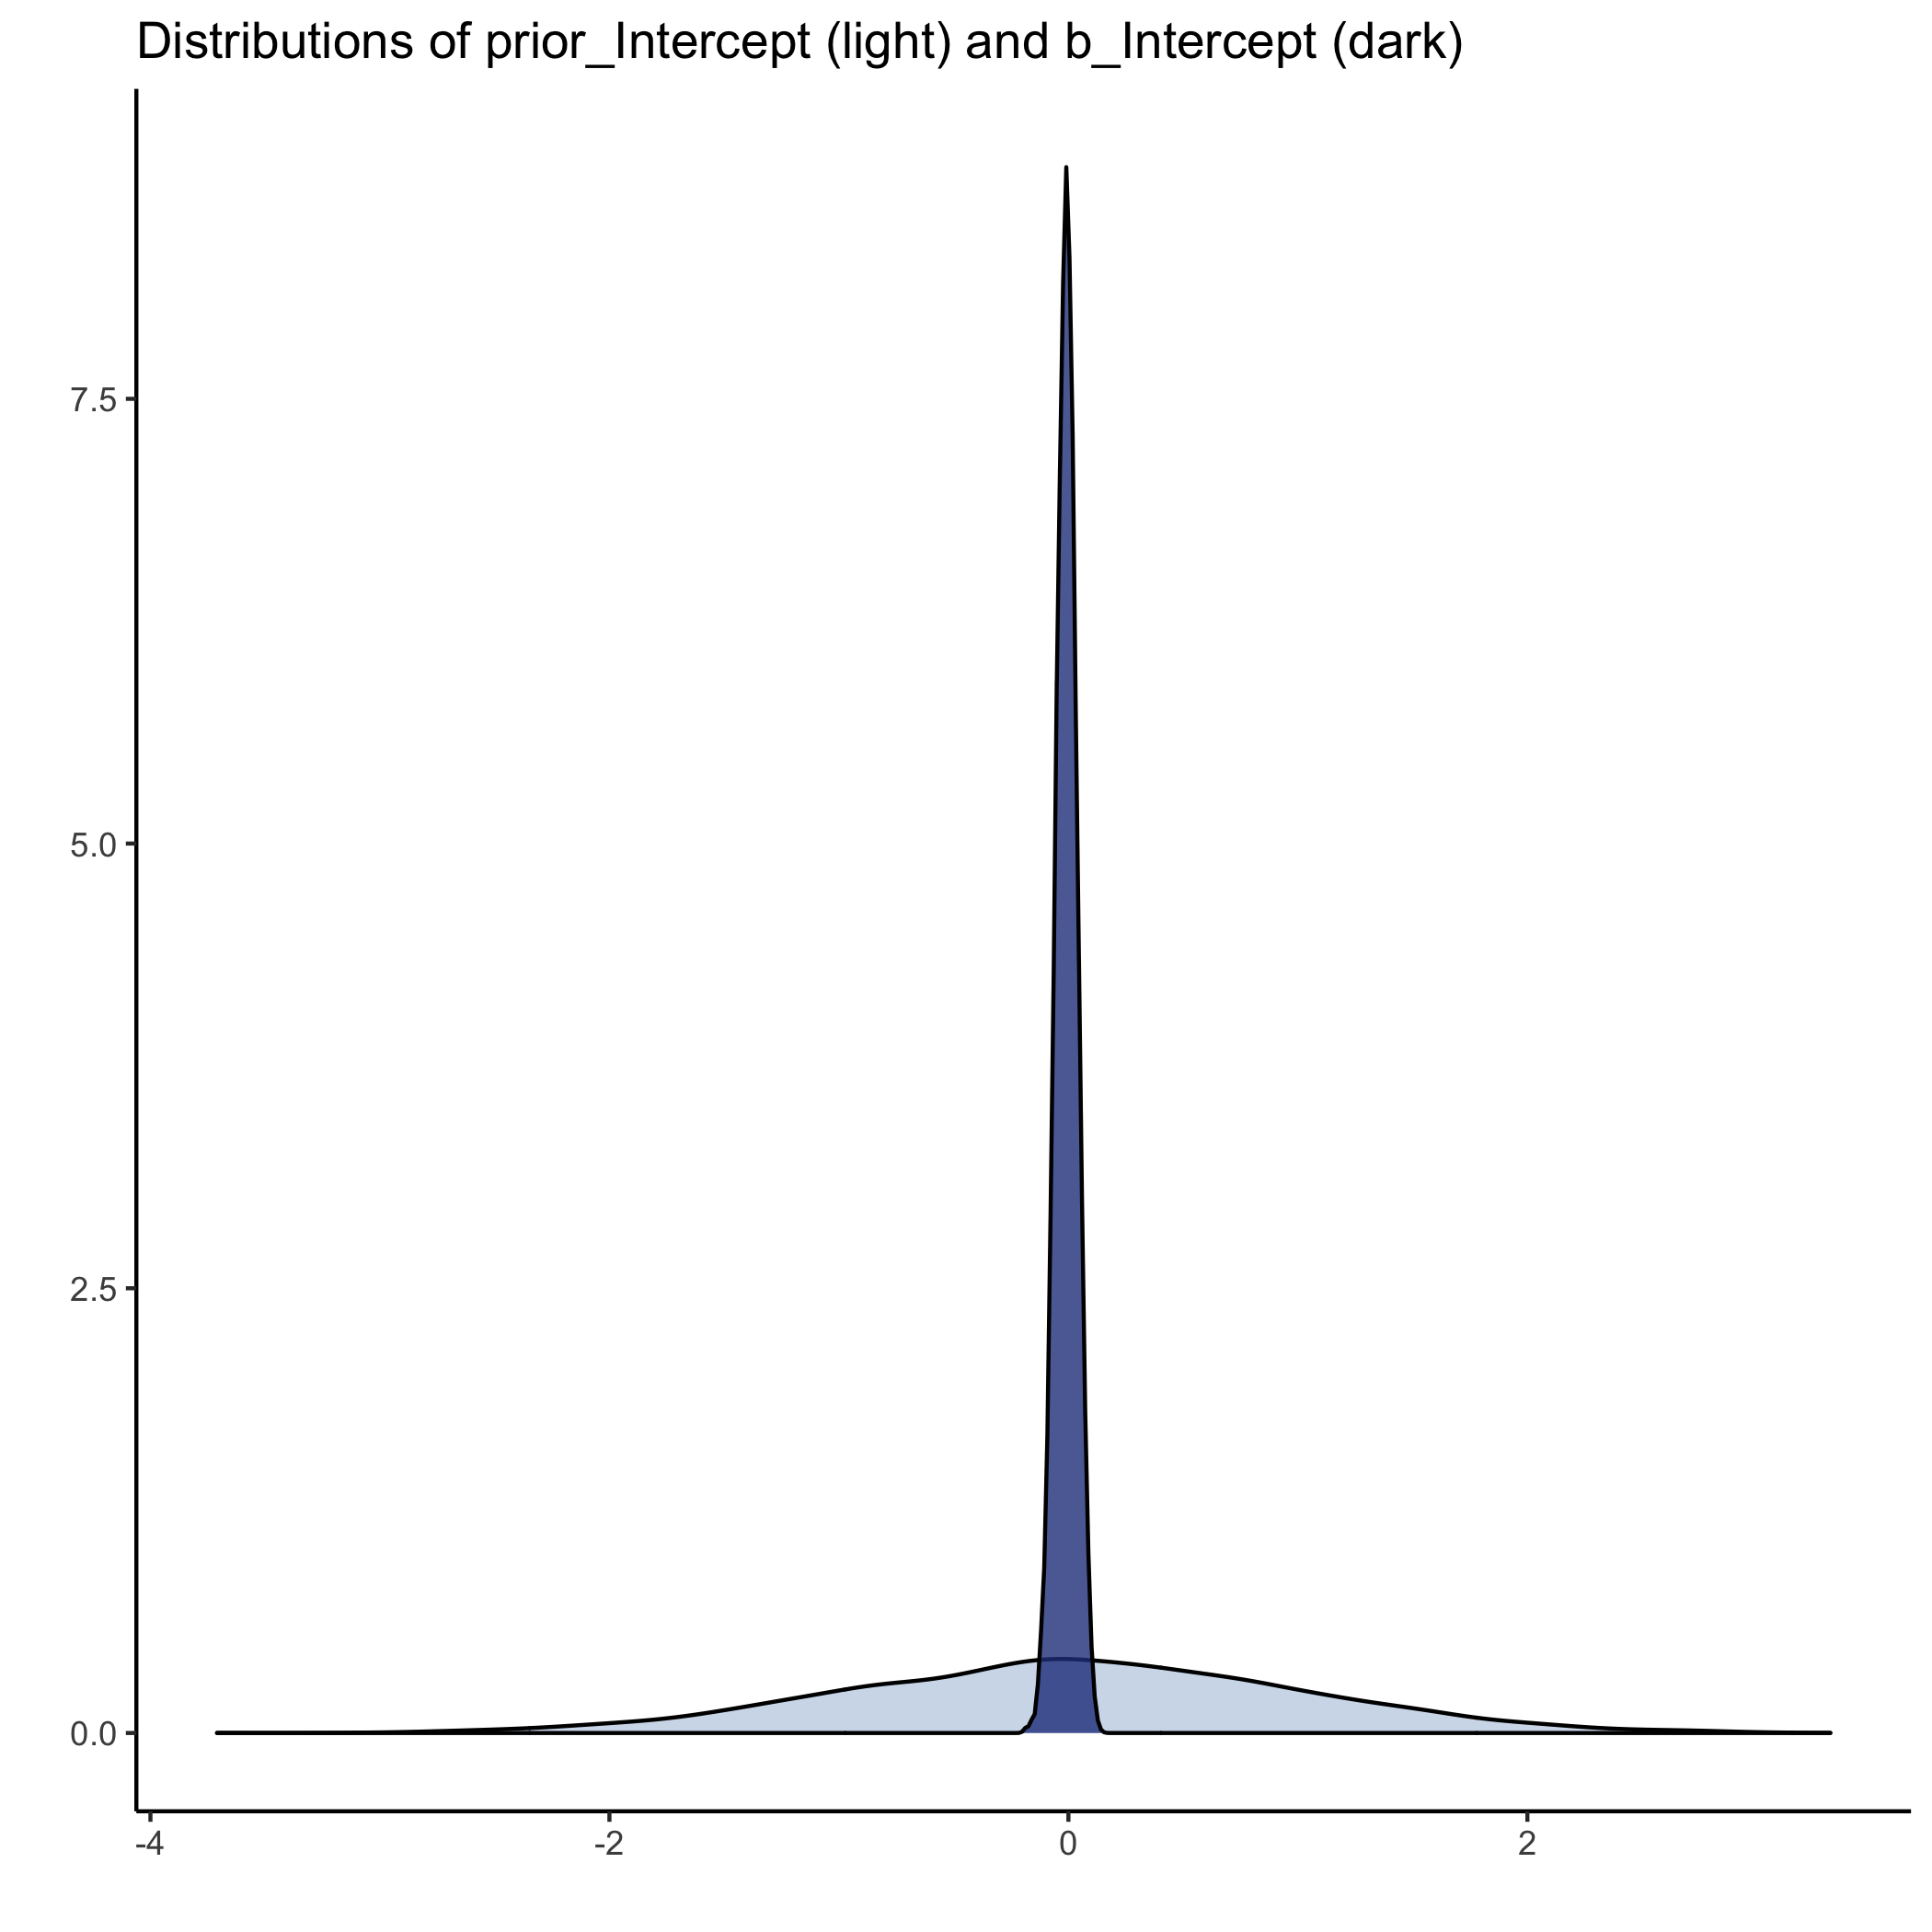 Distributions of prior_Intercept (light) and b_Intercept (dark)
7.5
5.0
2.5
0.0
-4 -2 0 2